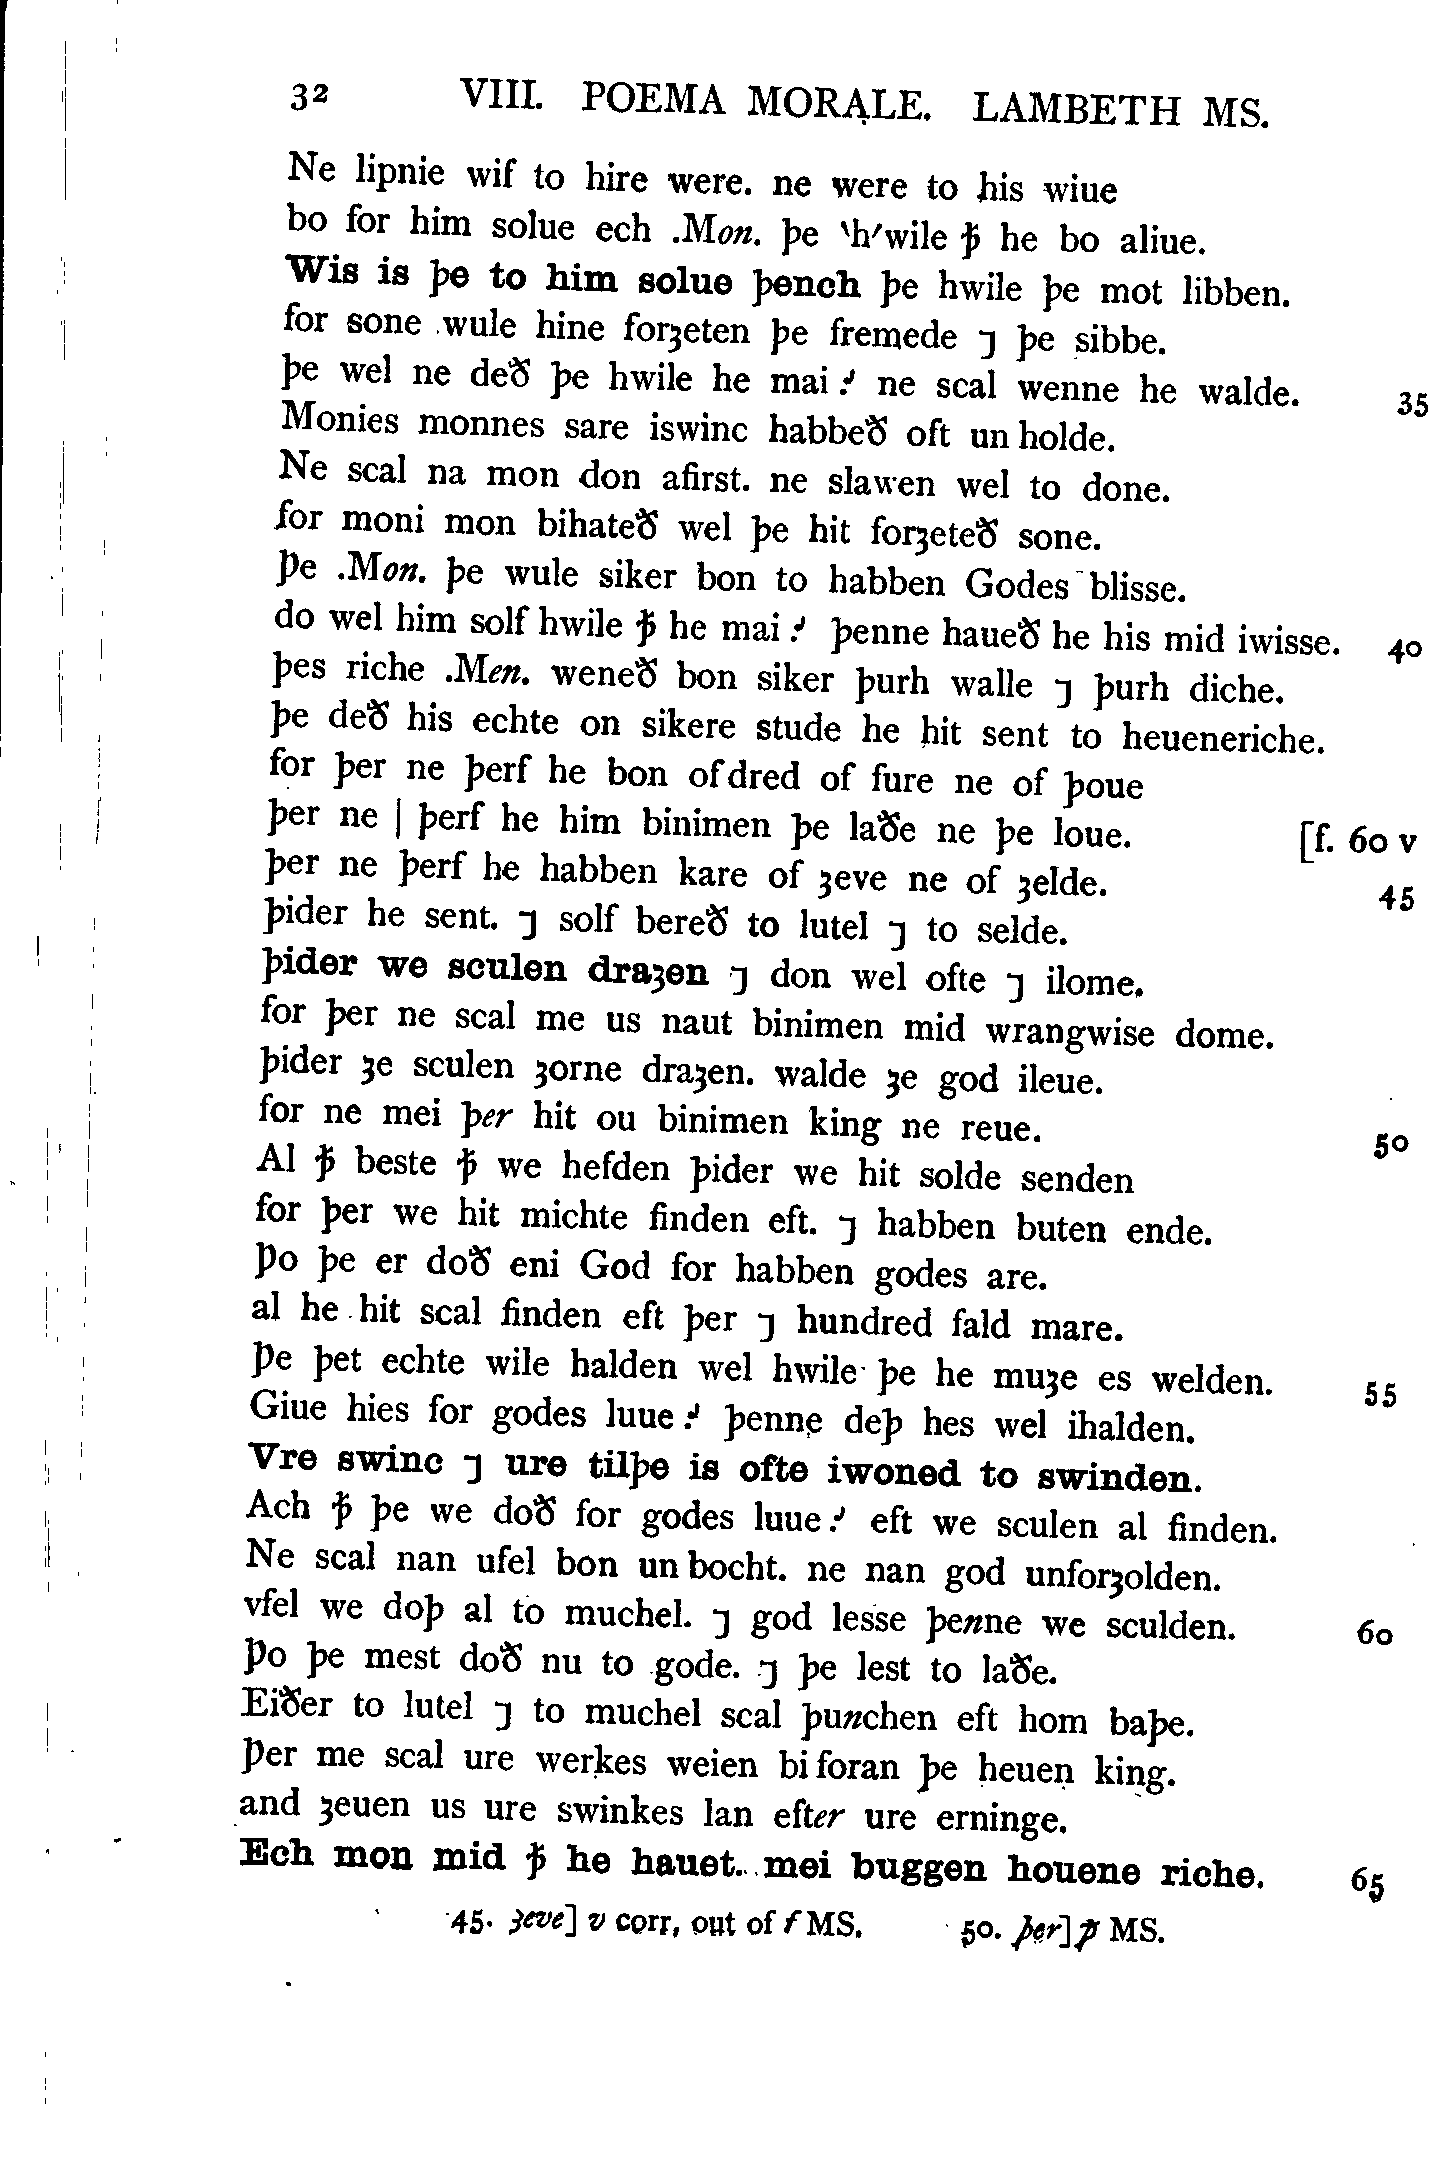 32 VIII. POEMA MORALE. LAMBETH MS.
Ne lipnie wif to hire were. ne were to his wiue
bo for him solue ech .Mon. þe ‵h′wile ꝥ he bo aliue.
Wis is þe to him solue þench þe hwile þe mot libben.
for sone wule hine forȝeten þe fremede ⁊ þe sibbe.
þe wel ne deð þe hwile he mai⹎ ne scal wenne he walde. 35
Monies monnes sare iswinc habbeð oft un holde.
Ne scal na mon don afirst. ne slawen wel to done.
for moni mon bihateð wel þe hit forȝeteð sone.
Þe .Mon. þe wule siker bon to habben Godes blisse.
do wel him solf hwile ꝥ he mai⹎ þenne haueð he his mid iwisse. 40
þes riche .Men. weneð bon siker þurh walle ⁊ þurh diche.
þe deð his echte on sikere stude he hit sent to heueneriche.
for þer ne þerf he bon of dred of fure ne of þoue
þer ne | þerf he him binimen þe laðe ne þe loue. [f. 60 v
þer ne þerf he habben kare of ȝeve ne of ȝelde. 45
þider he sent. ⁊ solf bereð to lutel ⁊ to selde.
þider we sculen draȝen ⁊ don wel ofte ⁊ ilome.
for þer ne scal me us naut binimen mid wrangwise dome.
þider ȝe sculen ȝorne draȝen. walde ȝe god ileue.
for ne mei þer hit ou binimen king ne reue. 50
Al ꝥ beste ꝥ we hefden þider we hit solde senden
for þer we hit michte finden eft. ⁊ habben buten ende.
Þo þe er doð eni God for habben godes are.
al he hit scal finden eft þer ⁊ hundred fald mare.
Þe þet echte wile halden wel hwile þe he muȝe es welden. 55
Giue hies for godes luue⹎ þenne deþ hes wel ihalden.
Vre swinc ⁊ ure tilþe is ofte iwoned to swinden.
Ach ꝥ þe we doð for godes luue⹎ eft we sculen al finden.
Ne scal nan ufel bon un bocht. ne nan god unforȝolden.
vfel we doþ al to muchel. ⁊ god lesse þenne we sculden. 60
Þo þe mest doð nu to gode. ⁊ þe lest to laðe.
Eiðer to lutel ⁊ to muchel scal þunchen eft hom baþe.
Þer me scal ure werkes weien bi foran þe heuen king.
and ȝeuen us ure swinkes lan efter ure erninge.
Ech mon mid ꝥ he hauet. mei buggen houene riche. 65
45. ȝeve] v corr. out of f MS. 50. þer] þ̵ MS.